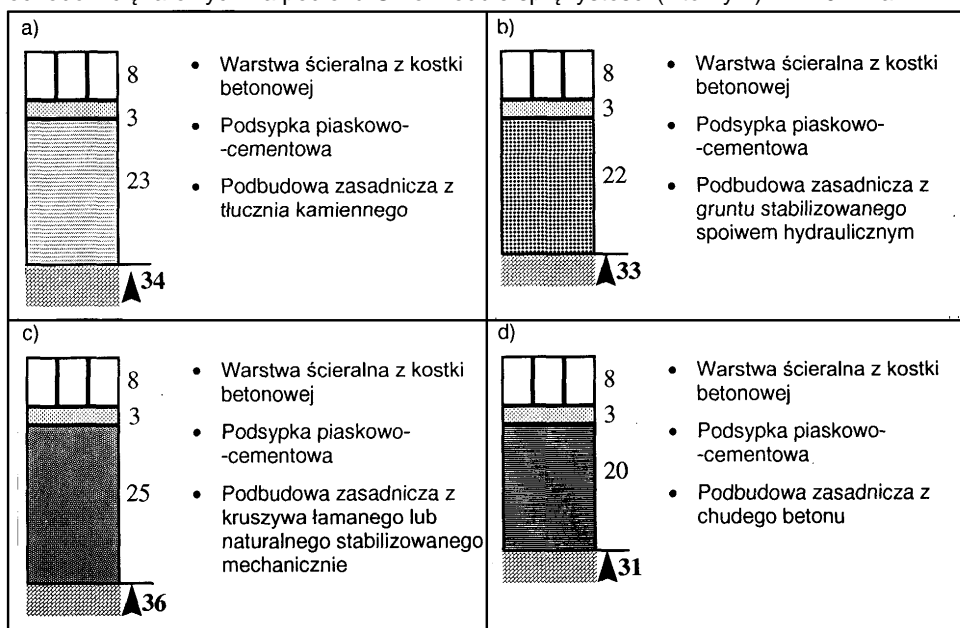 a)
8
3
23
34
• Warstwa ścieralna z kostki
betonowej
• Podsypka piaskowo-
-cementowa
• Podbudowa zasadnicza z
tłucznia kamiennego
b)
8
3
22
33
• Warstwa ścieralna z kostki
betonowej
• Podsypka piaskowo-
-cementowa
• Podbudowa zasadnicza z
gruntu stabilizowanego
spoiwem hydraulicznym
c)
8
3
25
36
• Warstwa ścieralna z kostki
betonowej
• Podsypka piaskowo-
-cementowa
• Podbudowa zasadnicza z
kruszywa łamanego lub
naturalnego stabilizowanego
mechanicznie
d)
8
3
20
31
• Warstwa ścieralna z kostki
betonowej
• Podsypka piaskowo-
-cementowa
• Podbudowa zasadnicza z
chudego betonu